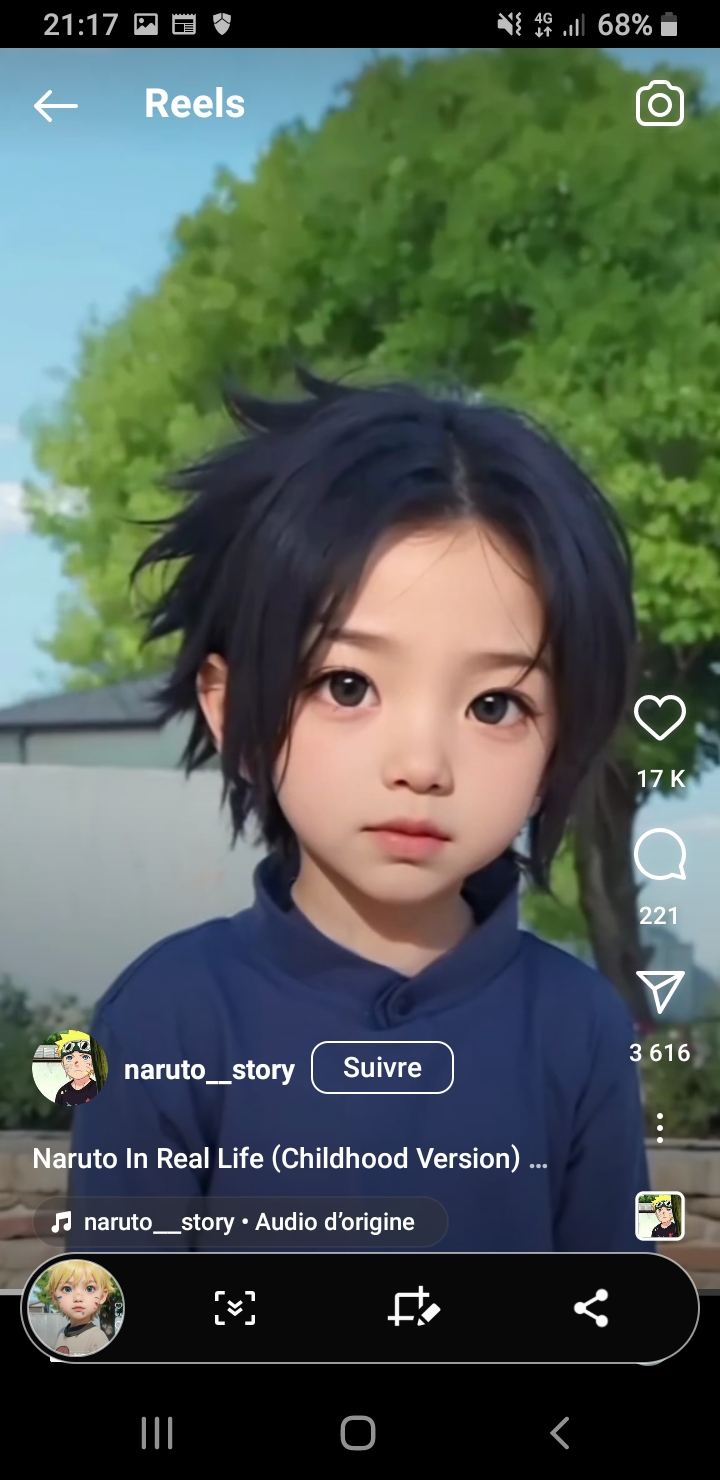 21:17
4G
68%
Reels
17 K
221
3 616
naruto__story
Suivre
Naruto In Real Life (Childhood Version) ...
naruto__story • Audio d’origine